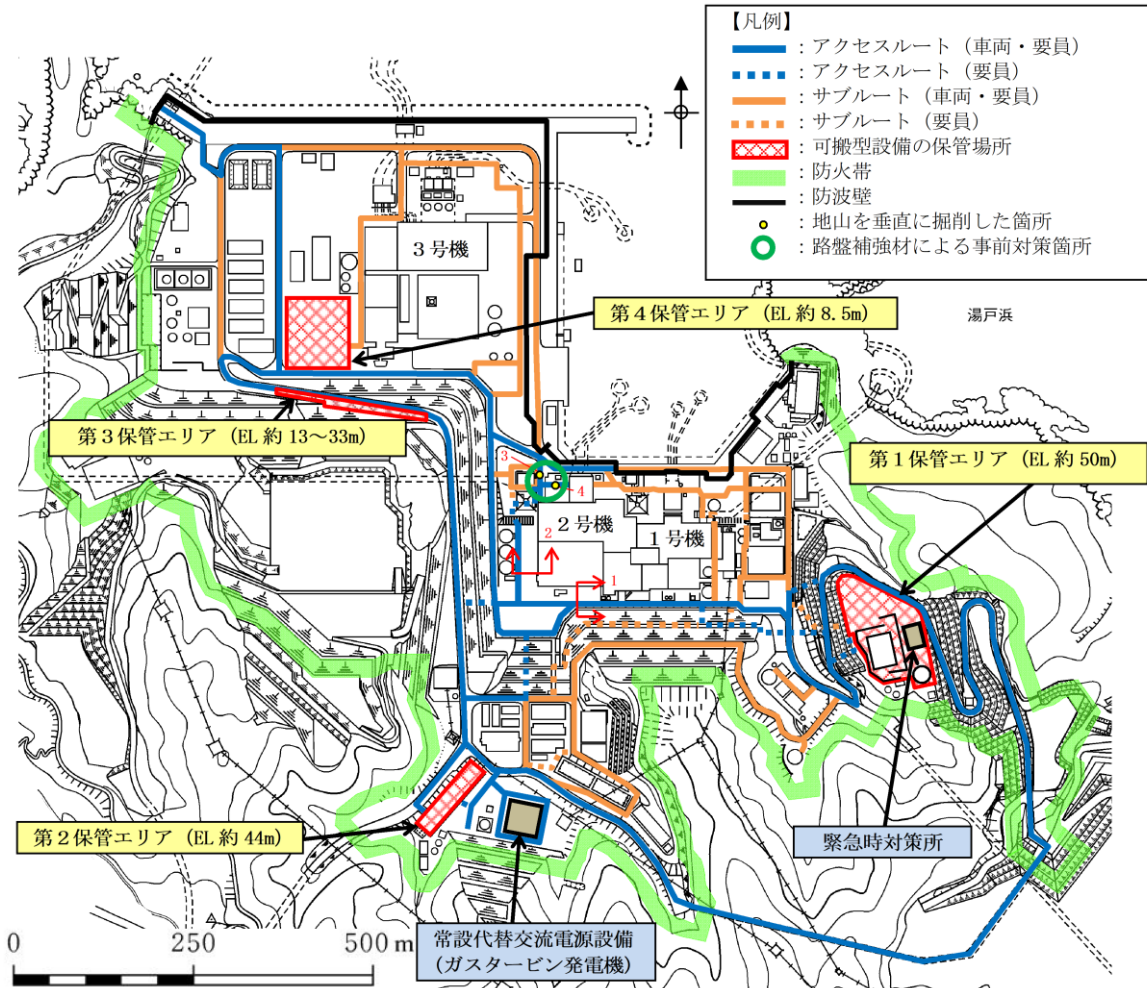 【凡例】
：アクセスルート（車両・要員）
：アクセスルート（要員）
：サブルート（車両・要員）
：サブルート（要員）
：可搬型設備の保管場所
：防火帯
：防波壁
：地山を垂直に掘削した箇所
：路盤補強材による事前対策箇所
3号機
第4保管エリア（EL 約 8.5m）
湯戸浜
第3保管エリア（EL 約 13～33m）
第1保管エリア（EL 約 50m）
3
4
2号機
1号機
2
1
第2保管エリア（EL 約 44m）
緊急時対策所
常設代替交流電源設備
（ガスタービン発電機）
0 250 500 m